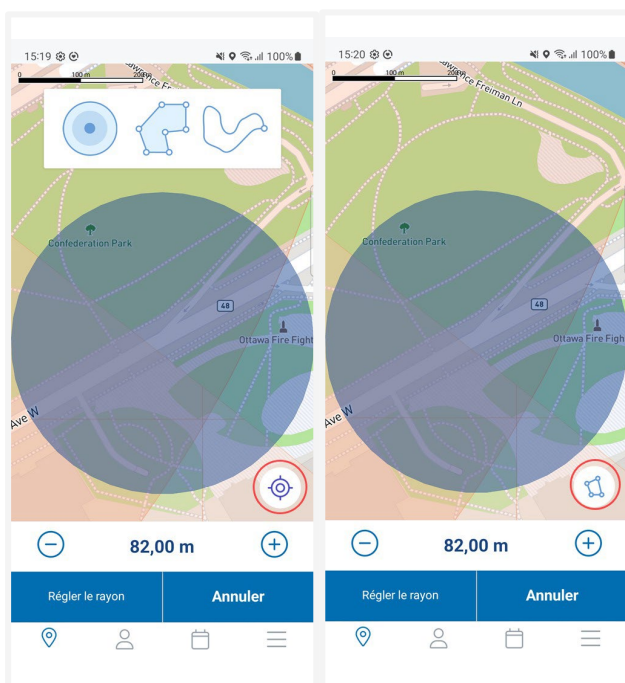 15:19
100%
0 100 m 200 m
Confederation Park
48
Ottawa Fire Fight
Ave W
82,00 m
Régler le rayon
Annuler
15:20
100%
0 100 m
Freiman Ln
Confederation Park
48
Ottawa Fire Figh
Ave W
82,00 m
Régler le rayon
Annuler